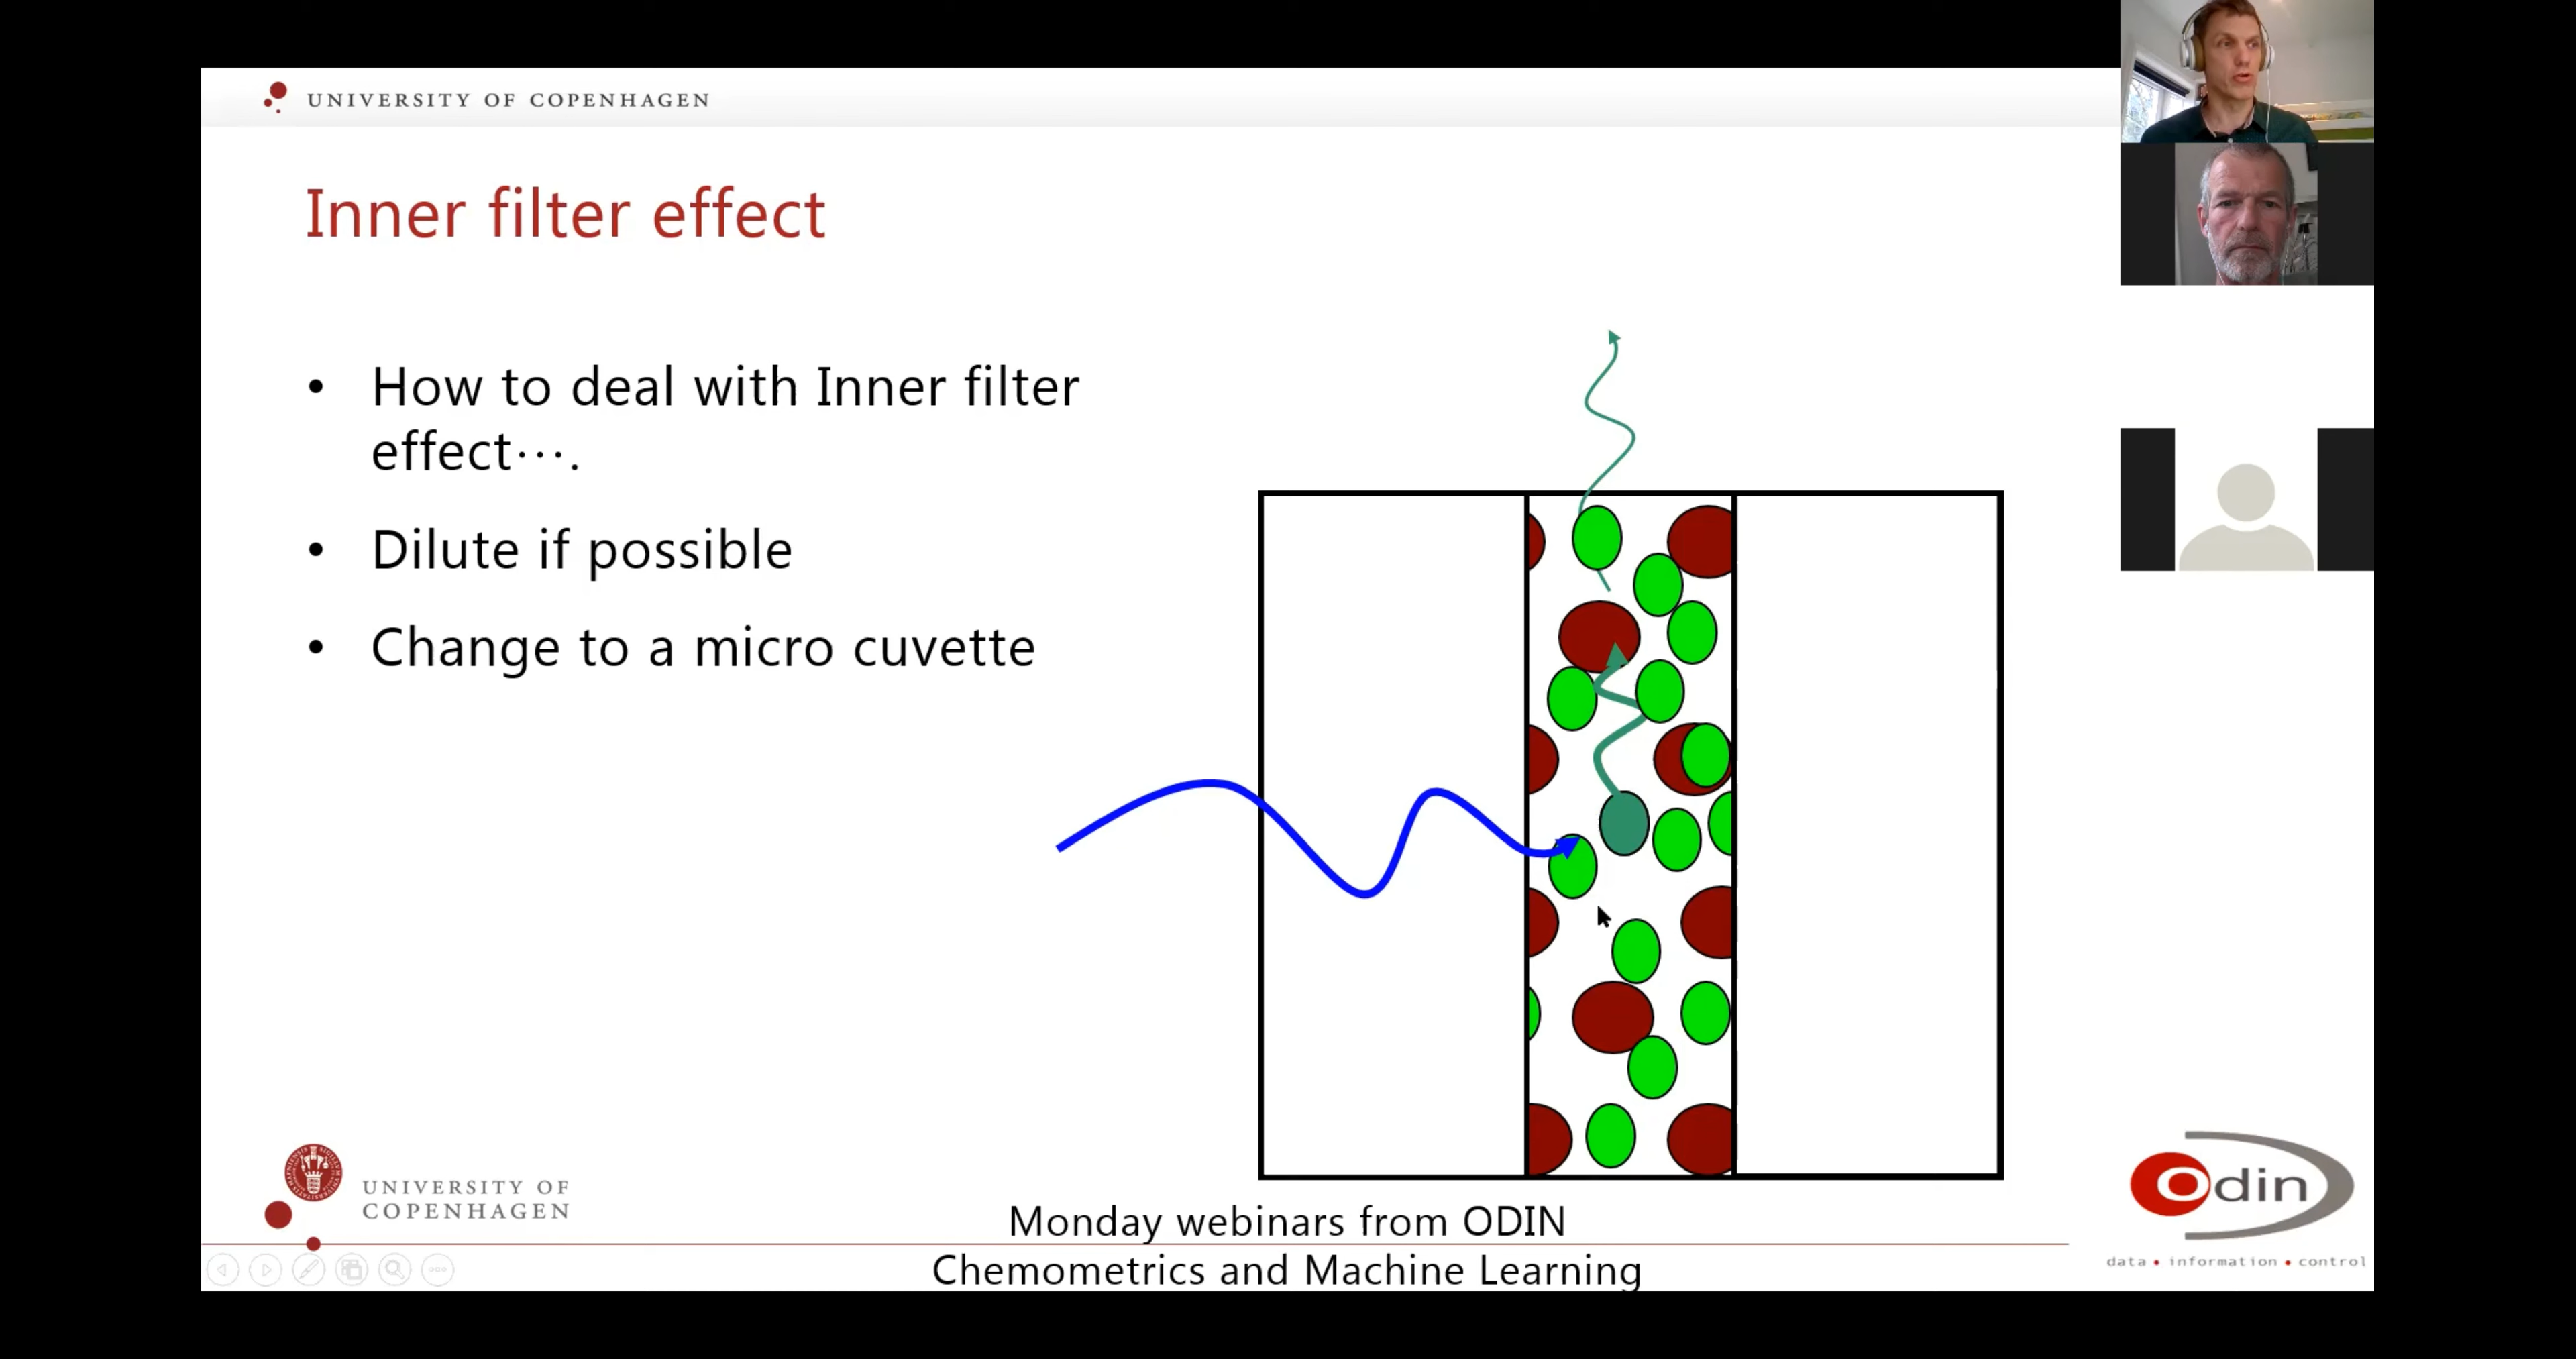 UNIVERSITY OF COPENHAGEN
Inner filter effect
• How to deal with Inner filter
effect….
• Dilute if possible
• Change to a micro cuvette
UNIVERSITY OF
COPENHAGEN
Monday webinars from ODIN
Chemometrics and Machine Learning
Odin
data • information • control